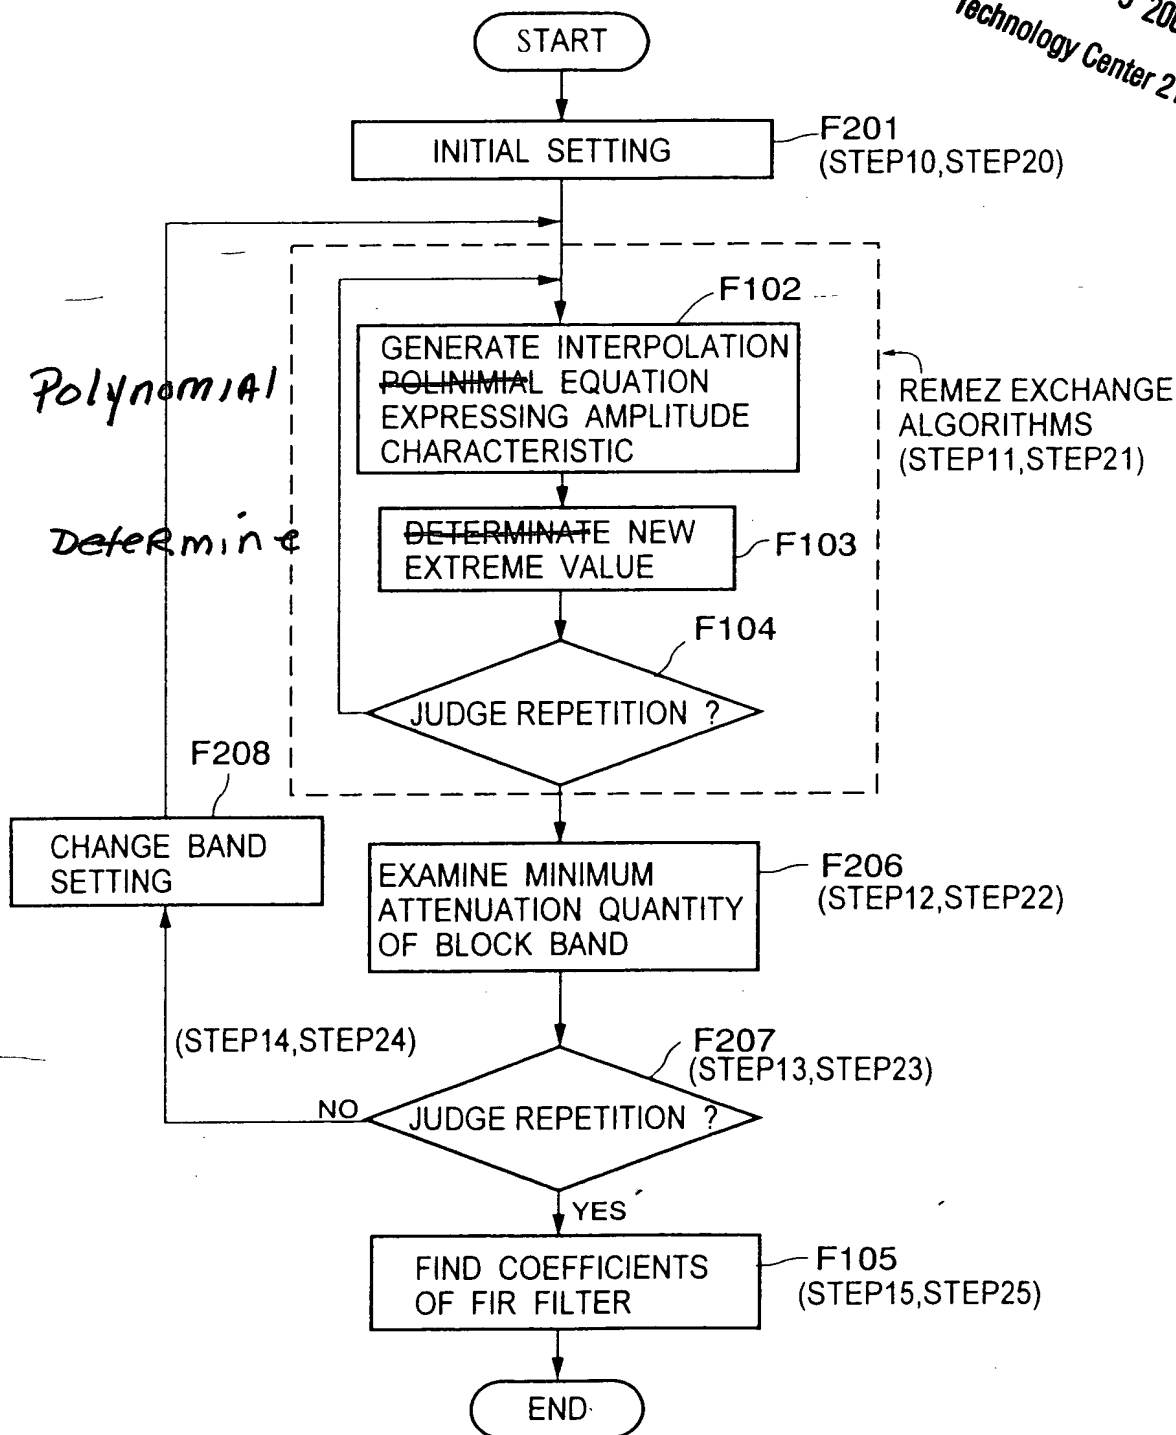 Technology Center
START
INITIAL SETTING
F201
(STEP10,STEP20)
F102
GENERATE INTERPOLATION
POLINIMIAL EQUATION
EXPRESSING AMPLITUDE
CHARACTERISTIC
Polynomial
REMEZ EXCHANGE
ALGORITHMS
(STEP11,STEP21)
Determine
DETERMINATE NEW
EXTREME VALUE
F103
F104
JUDGE REPETITION ?
F208
CHANGE BAND
SETTING
EXAMINE MINIMUM
ATTENUATION QUANTITY
OF BLOCK BAND
F206
(STEP12,STEP22)
(STEP14,STEP24)
F207
(STEP13,STEP23)
NO
JUDGE REPETITION ?
YES
FIND COEFFICIENTS
OF FIR FILTER
F105
(STEP15,STEP25)
END